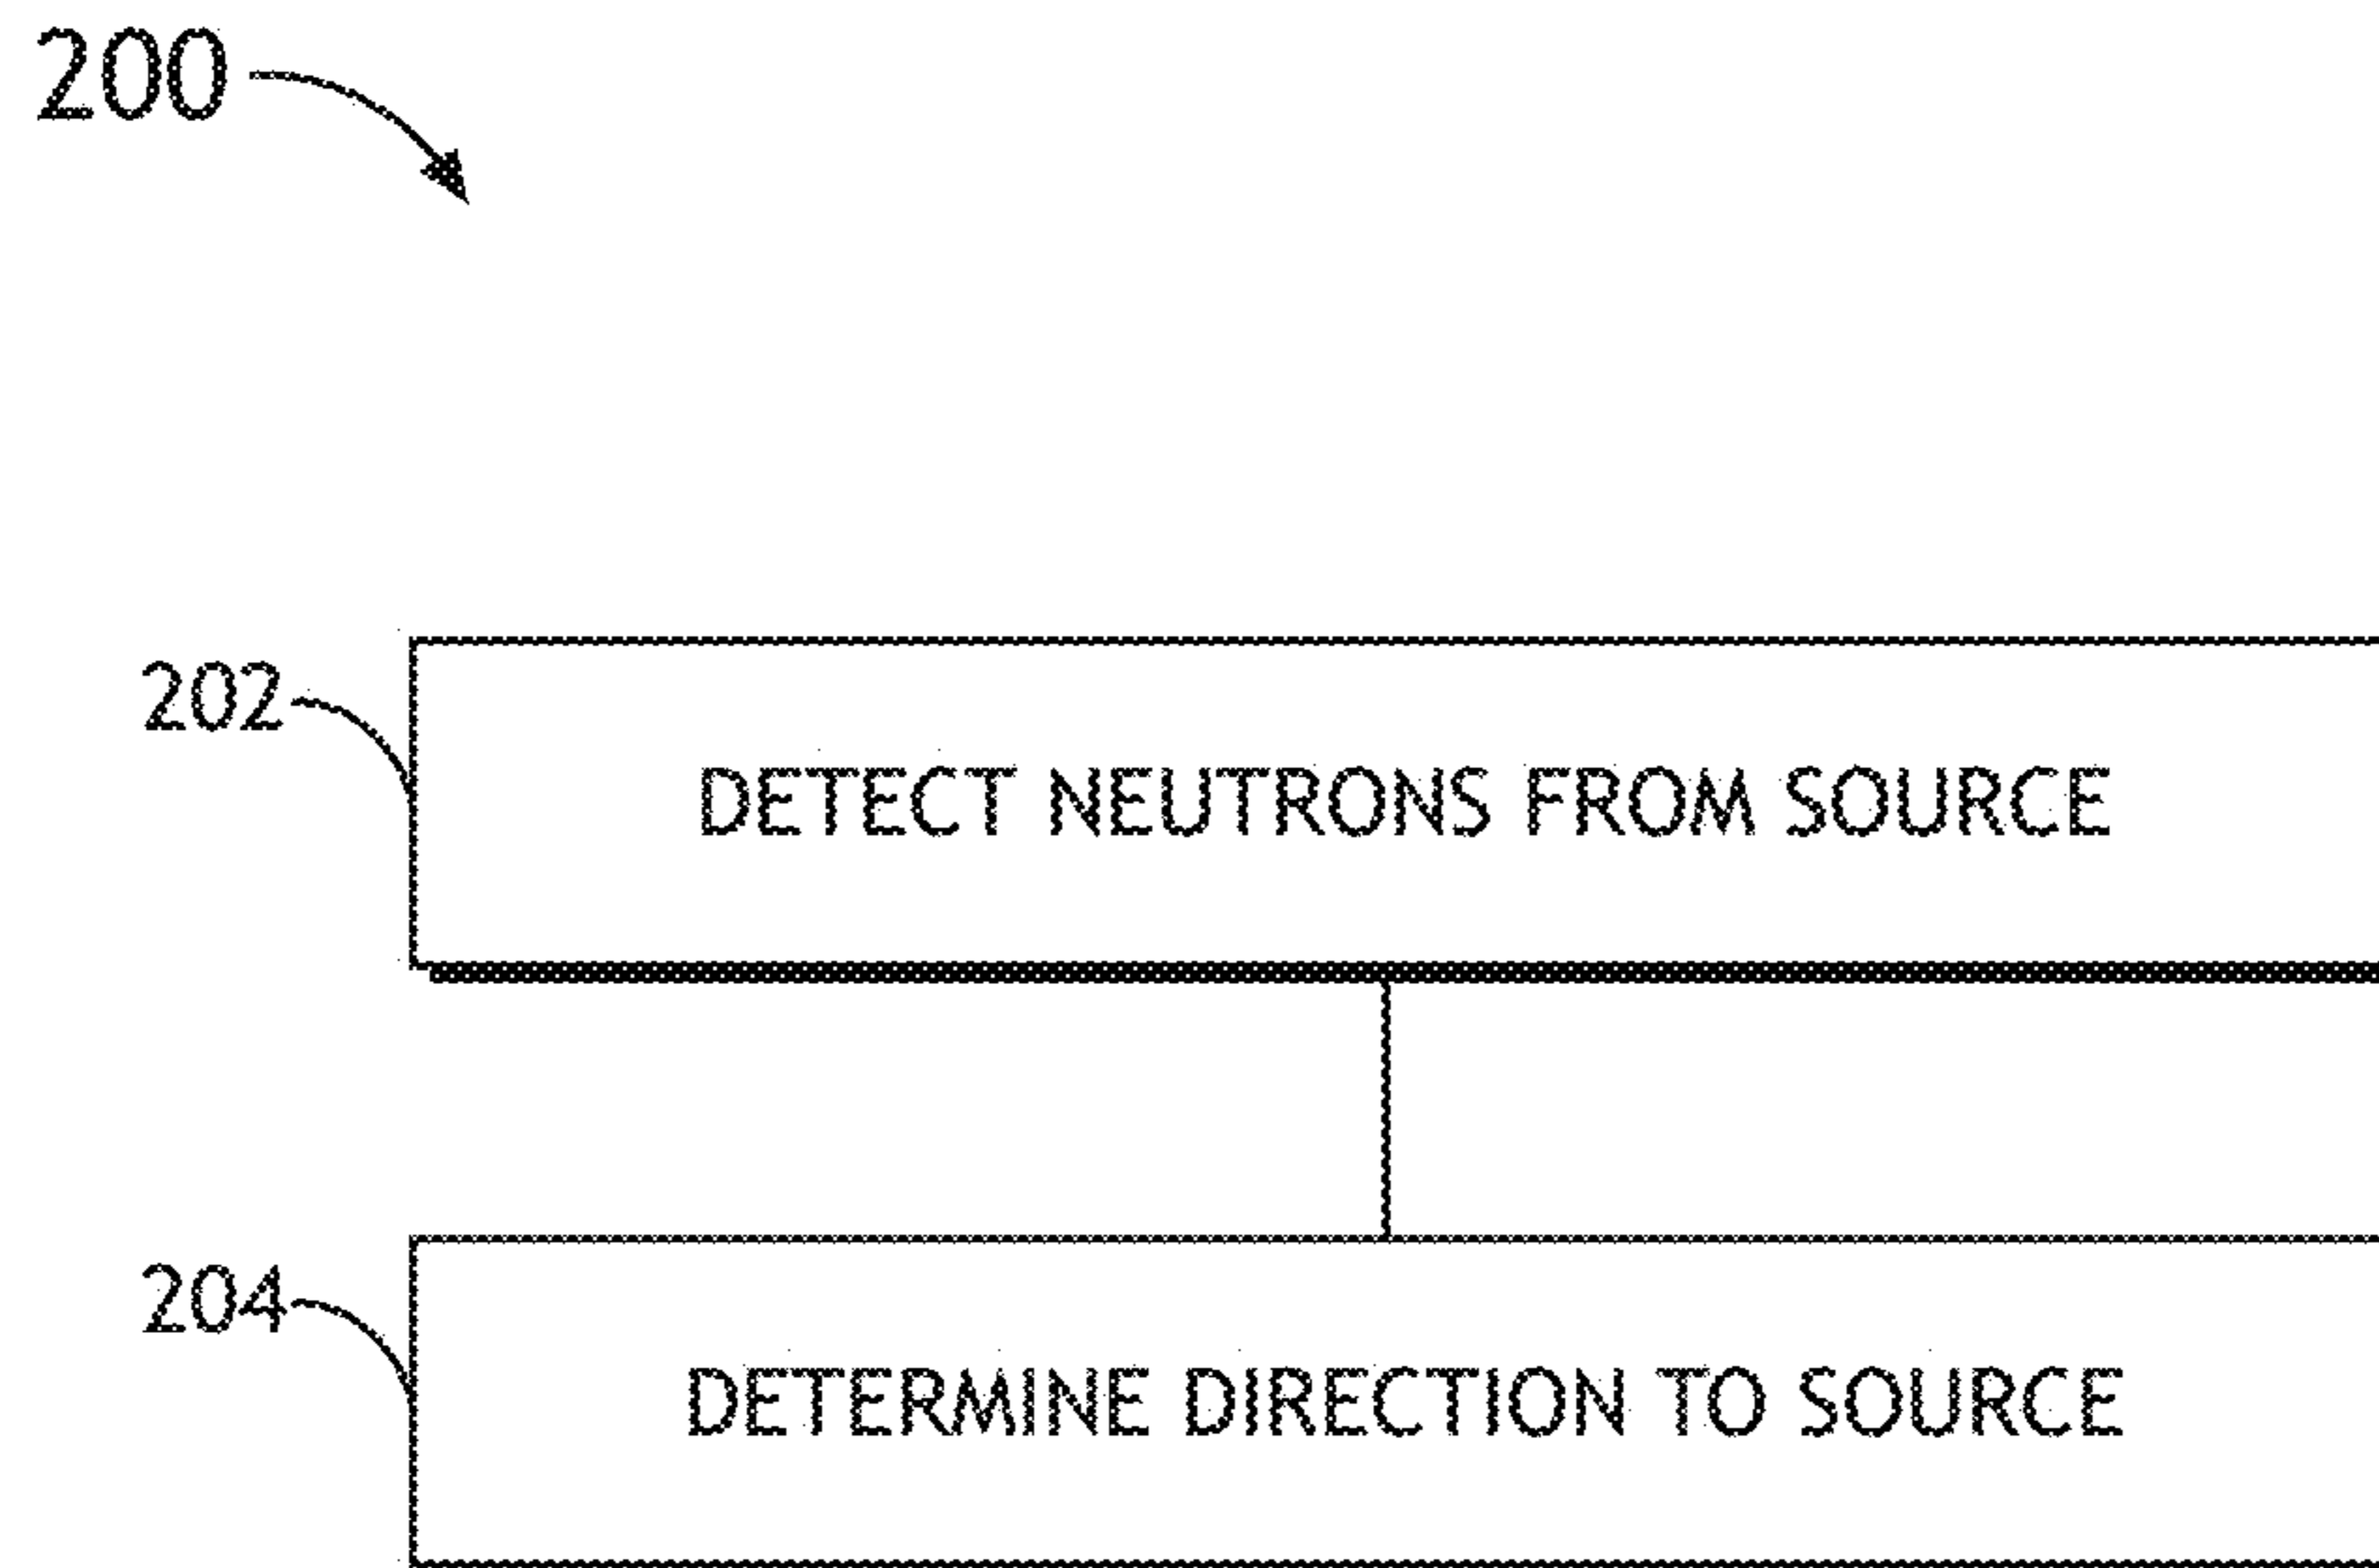 200
202
DETECT NEUTRONS FROM SOURCE
204
DETERMINE DIRECTION TO SOURCE